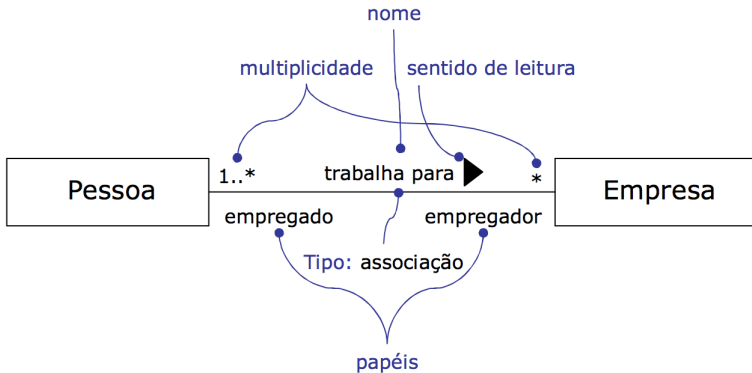 nome
multiplicidade
sentido de leitura
Pessoa
1..*
trabalha para
*
Empresa
empregado
empregador
Tipo: associação
papéis